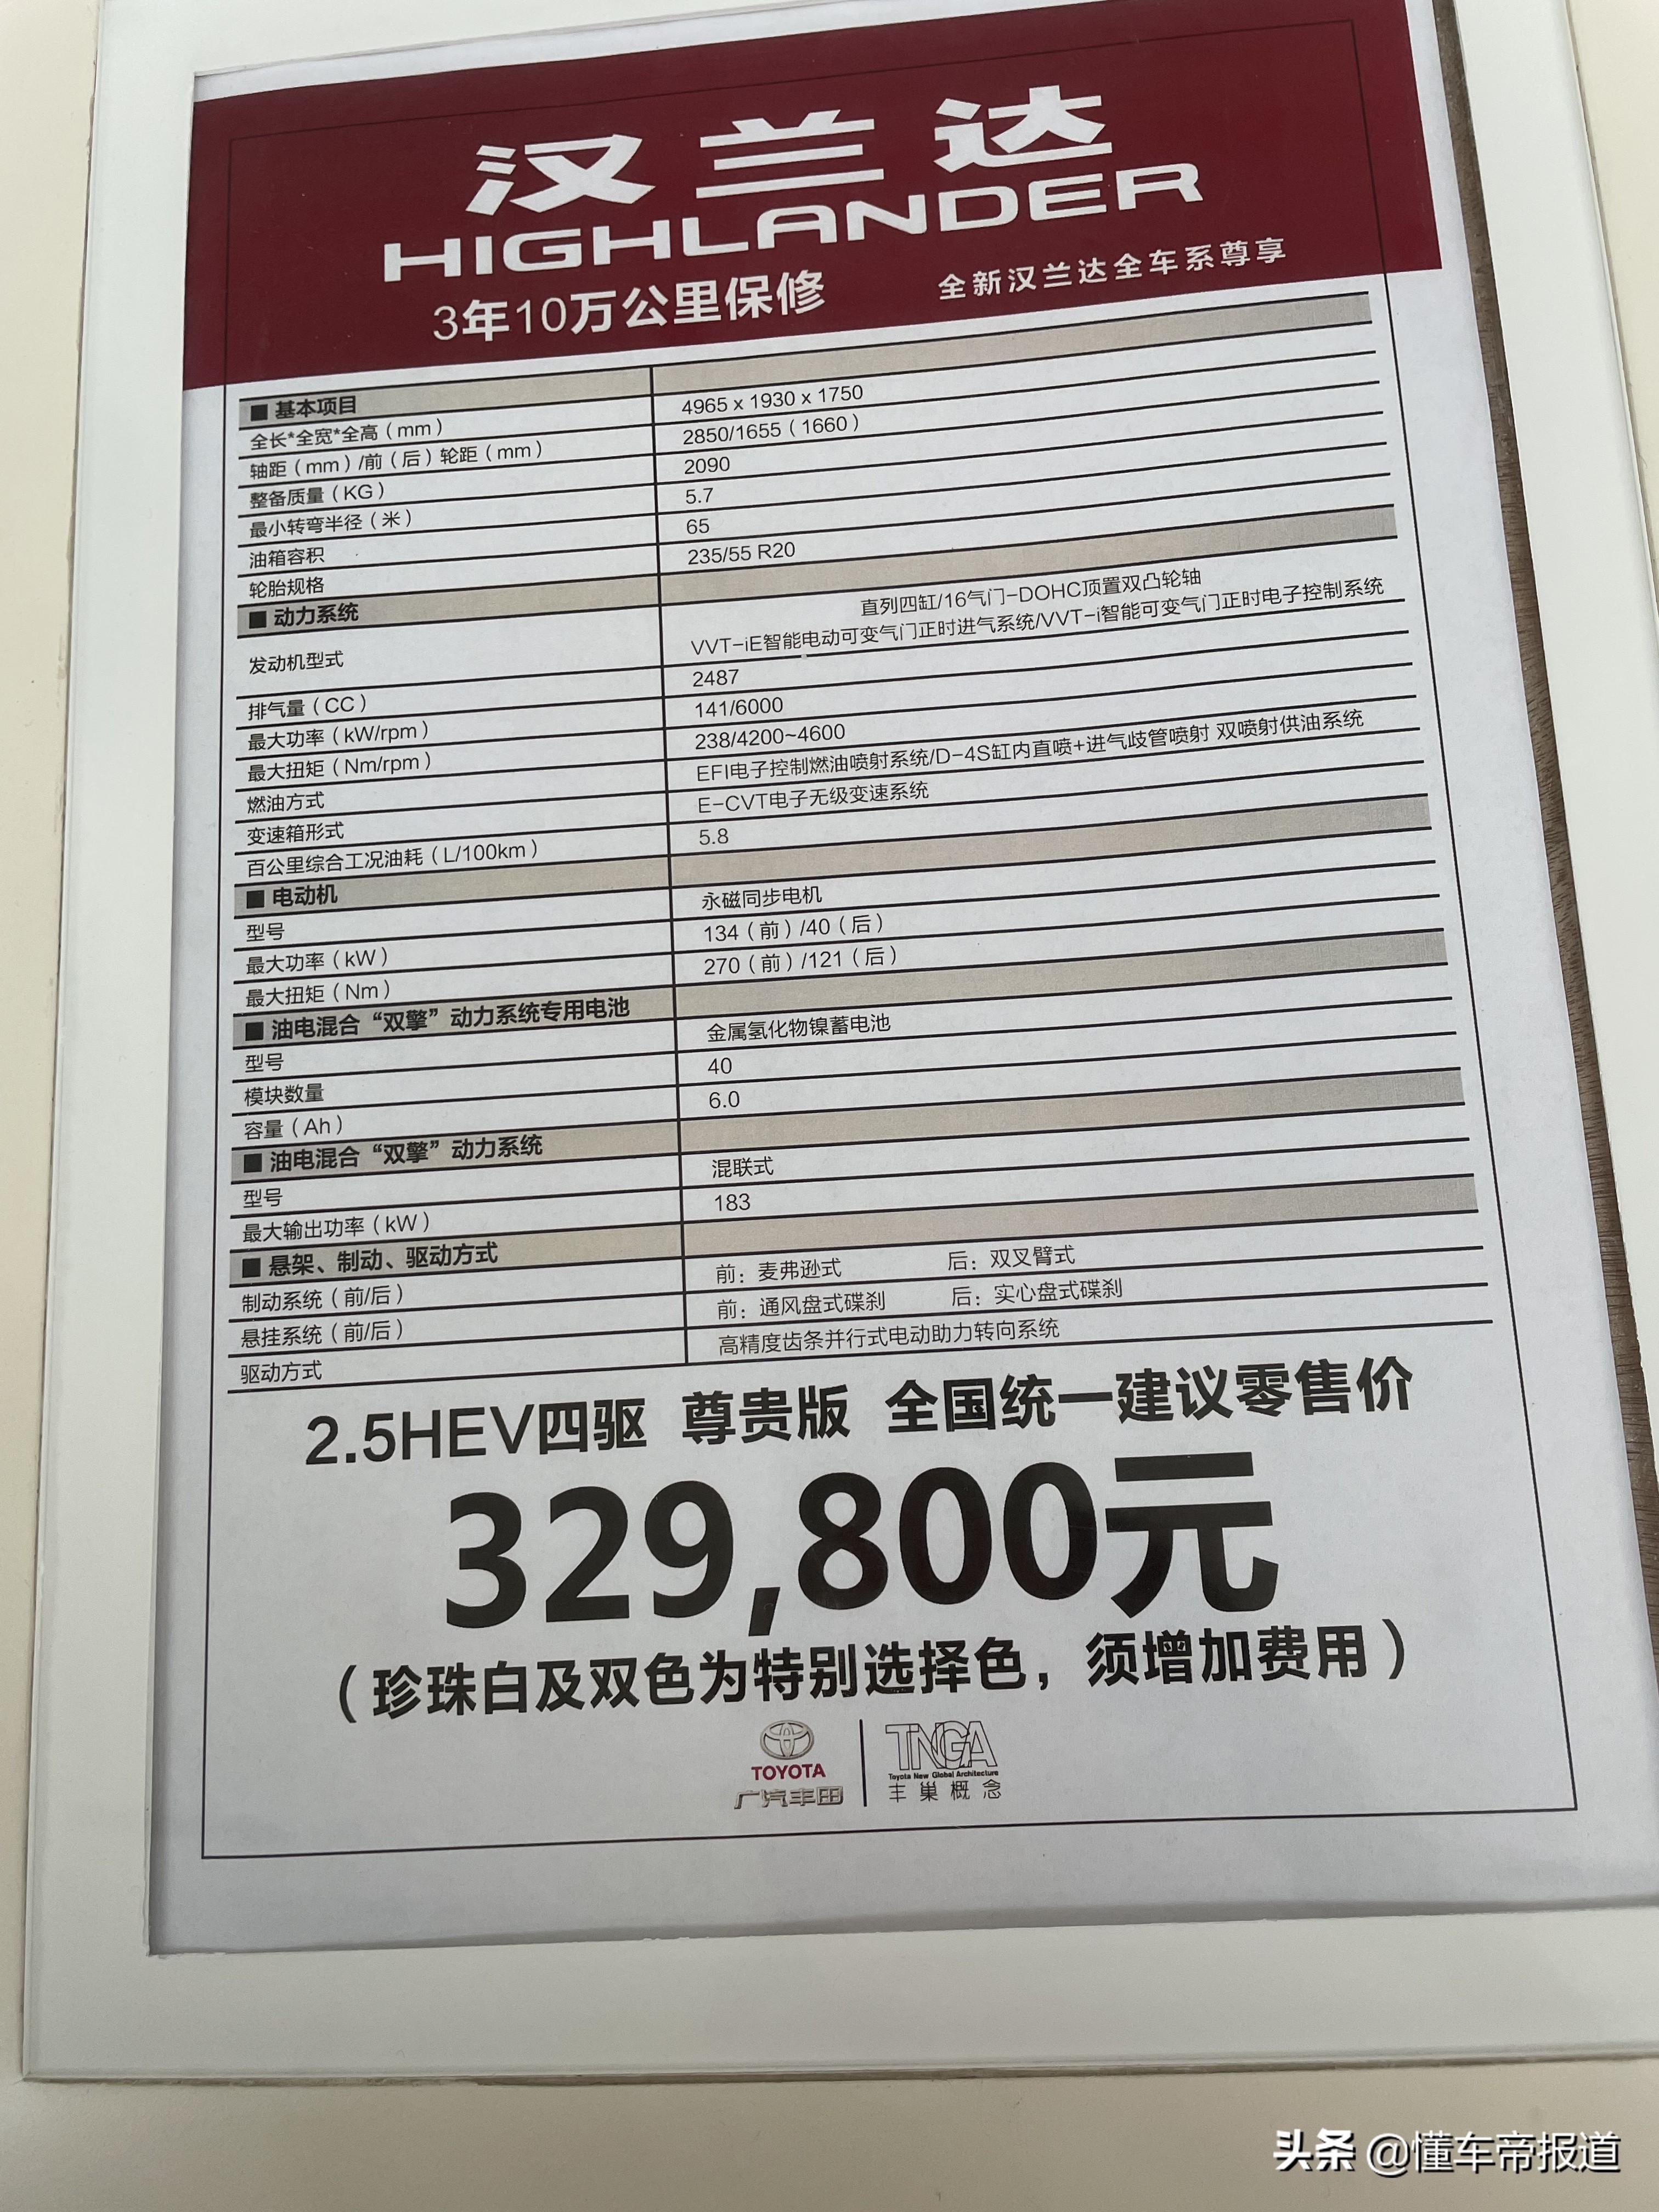 汉兰达
HIGHLANDER
3年10万公里保修 全新汉兰达全车系尊享
■ 基本项目
全长*全宽*全高（mm） 4965 x 1930 x 1750
轴距（mm）/前（后）轮距（mm） 2850/1655（1660）
整备质量（KG） 2090
最小转弯半径（米） 5.7
油箱容积 65
轮胎规格 235/55 R20
■ 动力系统
发动机型式 直列四缸/16气门-DOHC顶置双凸轮轴
VVT-iE智能电动可变气门正时进气系统/VVT-i智能可变气门正时电子控制系统
排气量（CC） 2487
最大功率（kW/rpm） 141/6000
最大扭矩（Nm/rpm） 238/4200~4600
燃油方式 EFI电子控制燃油喷射系统/D-4S缸内直喷+进气歧管喷射 双喷射供油系统
变速箱形式 E-CVT电子无级变速系统
百公里综合工况油耗（L/100km） 5.8
■ 电动机
型号 永磁同步电机
最大功率（kW） 134（前）/40（后）
最大扭矩（Nm） 270（前）/121（后）
■ 油电混合“双擎”动力系统专用电池
型号 金属氢化物镍蓄电池
模块数量 40
容量（Ah） 6.0
■ 油电混合“双擎”动力系统
型号 混联式
最大输出功率（kW） 183
■ 悬架、制动、驱动方式
制动系统（前/后） 前：麦弗逊式 后：双叉臂式
悬挂系统（前/后） 前：通风盘式碟刹 后：实心盘式碟刹
驱动方式 高精度齿条并行式电动助力转向系统
2.5HEV四驱 尊贵版 全国统一建议零售价
329,800元
（珍珠白及双色为特别选择色，须增加费用）
TOYOTA
广汽丰田
TNGA
Toyota New Global Architecture
丰巢概念
头条 @懂车帝报道